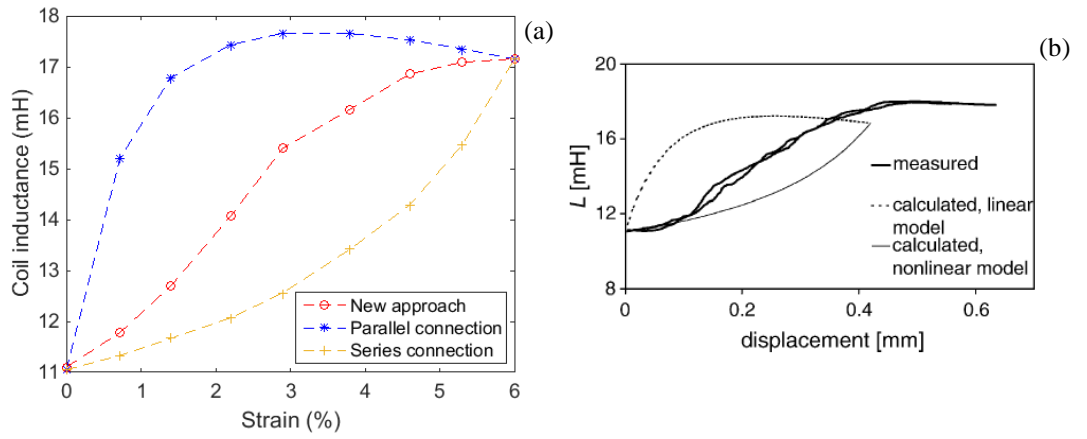 (a)
18
17
16
15
14
13
12
11
Coil inductance (mH)
0 1 2 3 4 5 6
Strain (%)
New approach
Parallel connection
Series connection
(b)
20
16
12
8
L [mH]
measured
calculated, linear
model
calculated,
nonlinear model
0 0.2 0.4 0.6
displacement [mm]